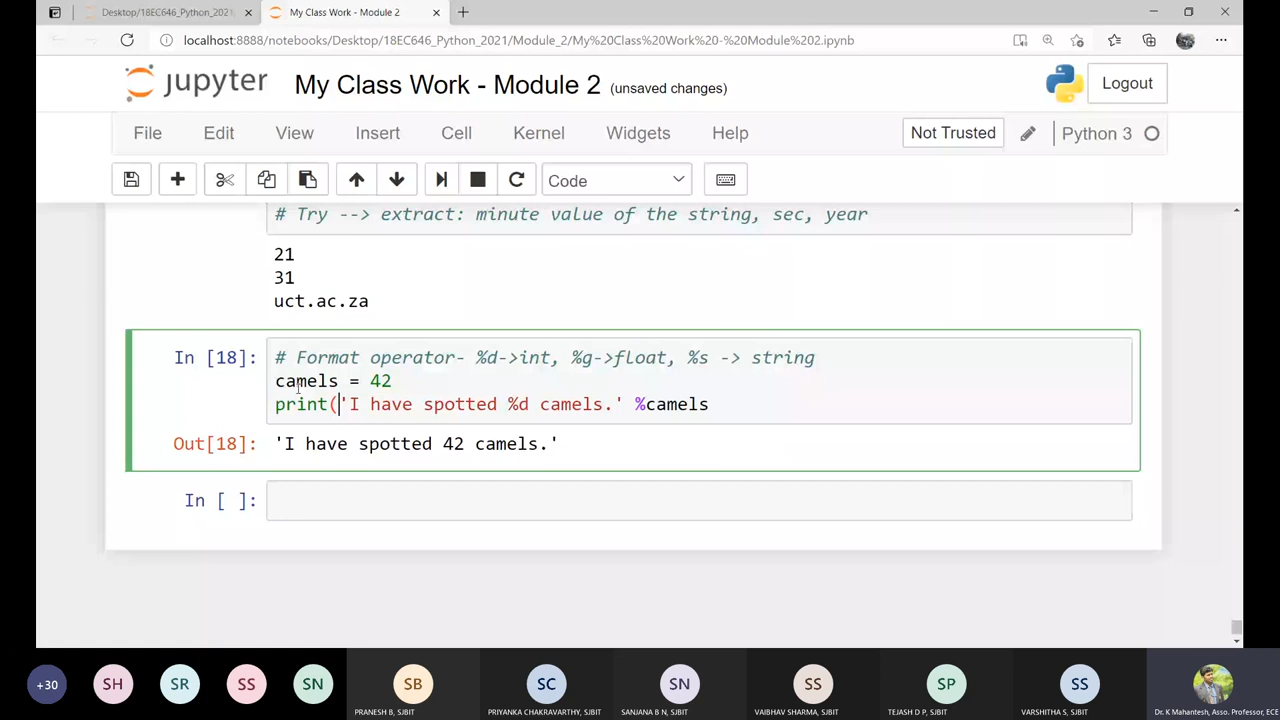 Desktop/18EC646_Python_2021
My Class Work - Module 2
localhost:8888/notebooks/Desktop/18EC646_Python_2021/Module_2/My%20Class%20Work%20-%20Module%202.ipynb
jupyter
My Class Work - Module 2 (unsaved changes)
Logout
File Edit View Insert Cell Kernel Widgets Help
Not Trusted
Python 3
Code
# Try --> extract: minute value of the string, sec, year
21
31
uct.ac.za
In [18]: # Format operator- %d->int, %g->float, %s -> string
camels = 42
print('I have spotted %d camels.' %camels
Out[18]: 'I have spotted 42 camels.'
In [ ]:
+30 SH SR SS SN SB SC SN SS SP SS
PRANESH B, SJBIT PRIYANKA CHAKRAVARTHY, SJBIT SANJANA B N, SJBIT VAIBHAV SHARMA, SJBIT TEJASH D P, SJBIT VARSHITHA S, SJBIT Dr. K Mahantesh, Asso. Professor, ECE